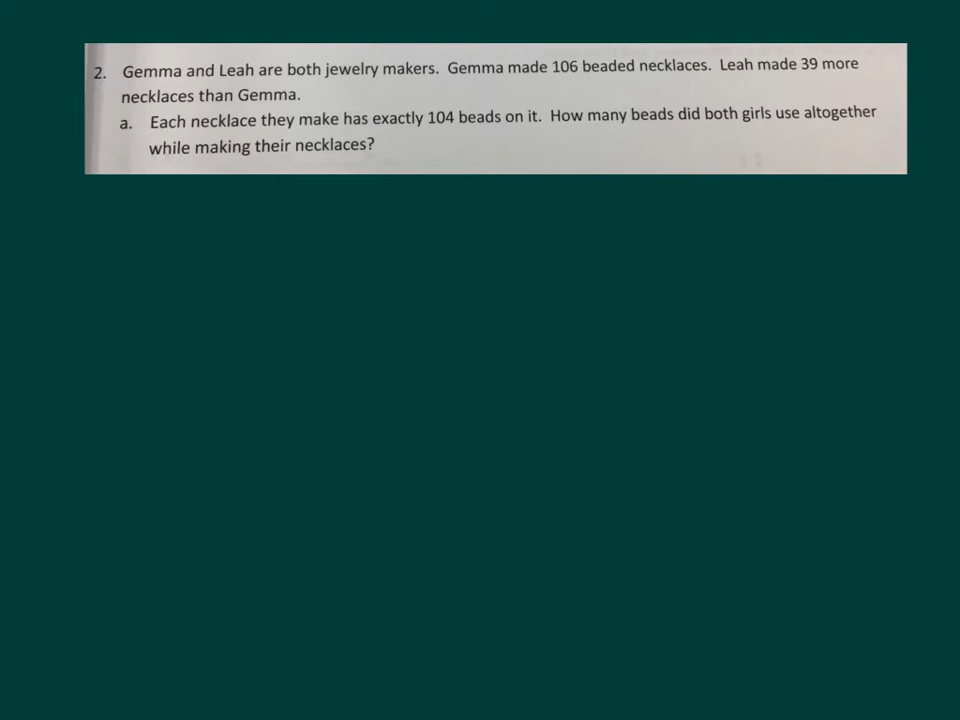 2. Gemma and Leah are both jewelry makers. Gemma made 106 beaded necklaces. Leah made 39 more
necklaces than Gemma.
a. Each necklace they make has exactly 104 beads on it. How many beads did both girls use altogether
while making their necklaces?